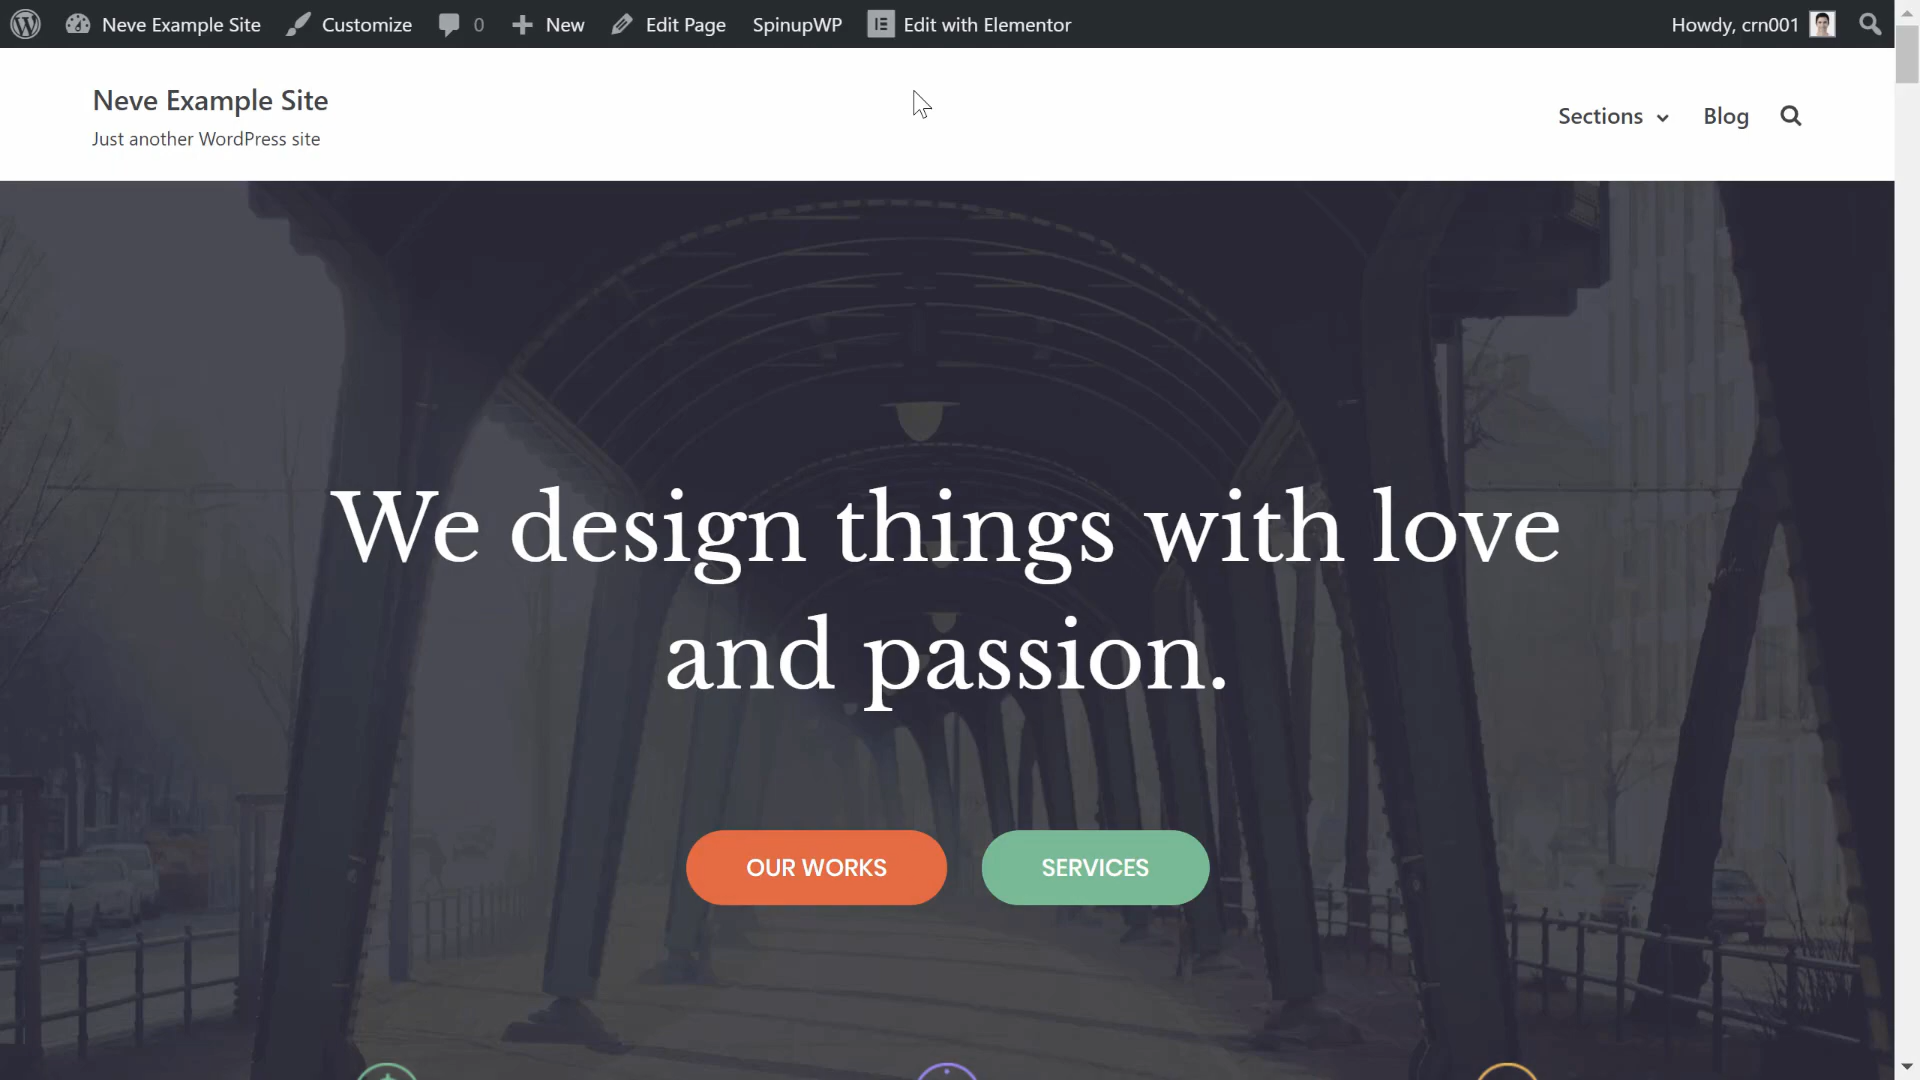 Neve Example Site Customize 0 New Edit Page SpinupWP Edit with Elementor Howdy, crn001
Neve Example Site
Just another WordPress site
Sections Blog
We design things with love
and passion.
OUR WORKS SERVICES